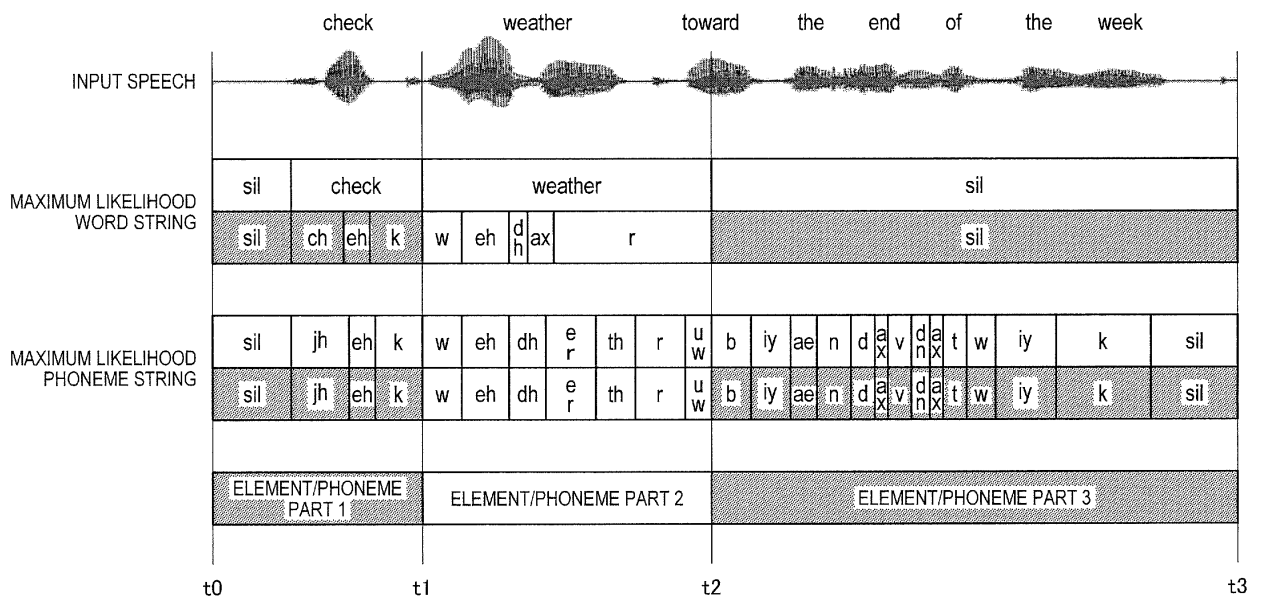 check weather toward the end of the week
INPUT SPEECH
sil check weather sil
MAXIMUM LIKELIHOOD
WORD STRING
sil ch eh k w eh dh ax r sil
sil jh eh k w eh dh er th r uw b iy ae n d ax v dh ax t w iy k sil
MAXIMUM LIKELIHOOD
PHONEME STRING
sil jh eh k w eh dh er th r uw b iy ae n d ax v dh ax t w iy k sil
ELEMENT/PHONEME
PART 1
ELEMENT/PHONEME PART 2
ELEMENT/PHONEME PART 3
t0 t1 t2 t3